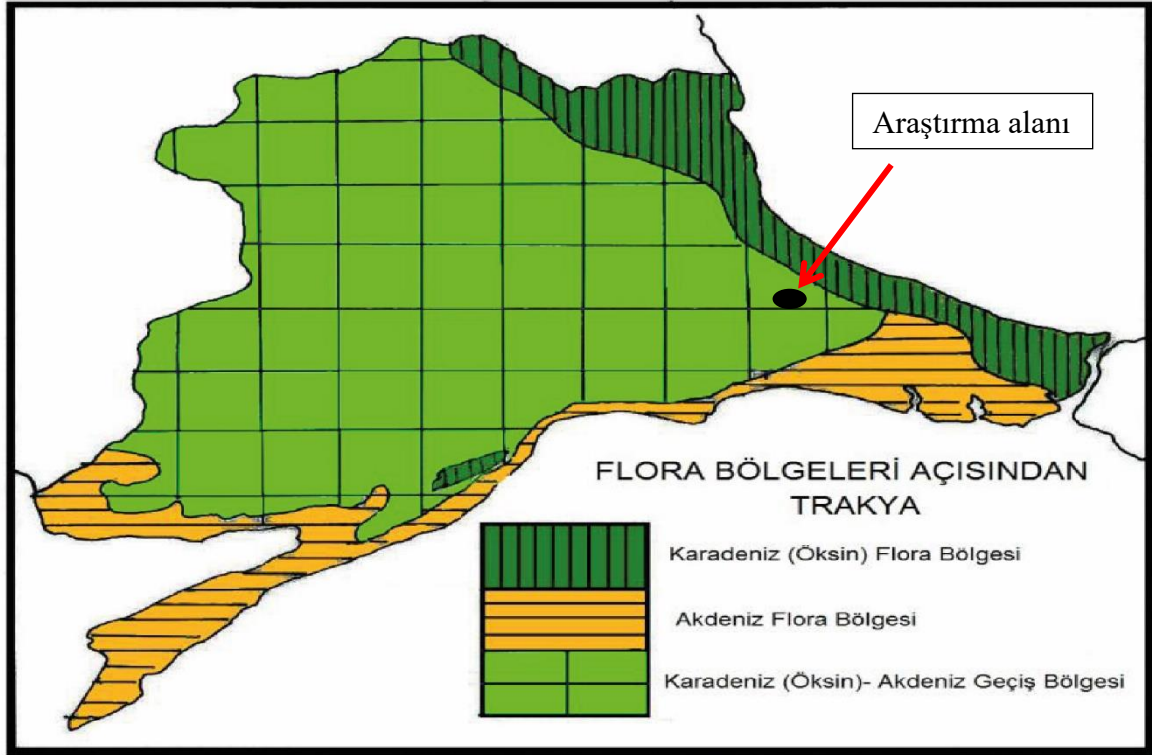 Araştırma alanı
FLORA BÖLGELERİ AÇISINDAN
TRAKYA
Karadeniz (Öksin) Flora Bölgesi
Akdeniz Flora Bölgesi
Karadeniz (Öksin)- Akdeniz Geçiş Bölgesi